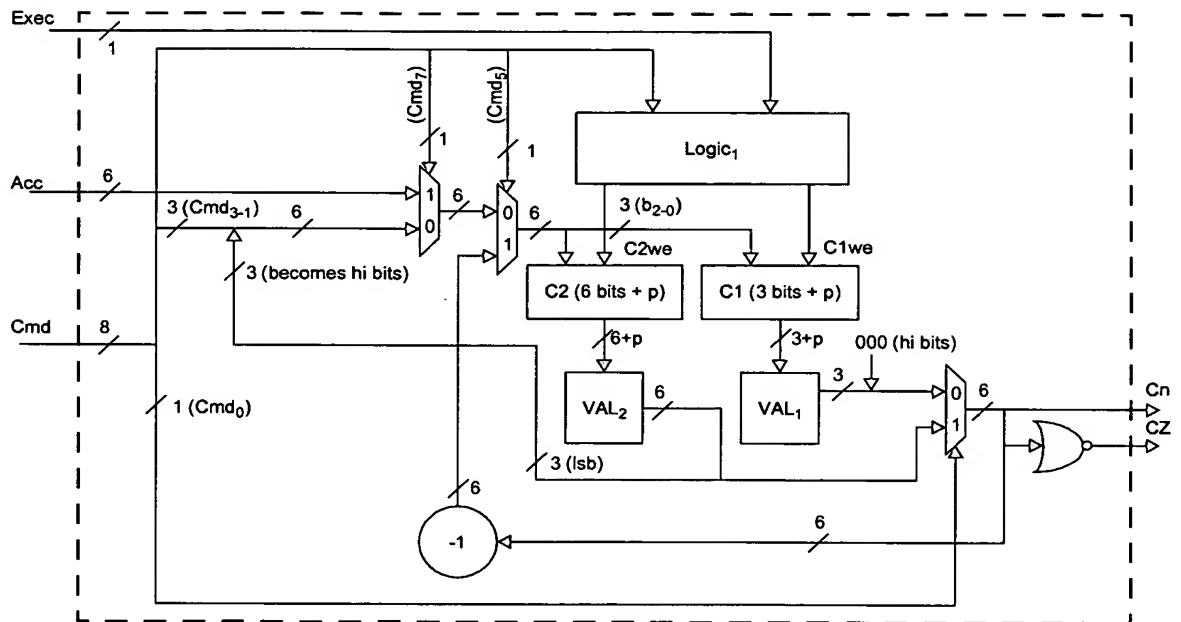 Exec
1
(Cmd7)
(Cmd5)
1
1
Logic1
Acc
6
1
0
6
0
1
6
3 (b2-0)
3 (Cmd3-1)
6
C2we
C1we
3 (becomes hi bits)
C2 (6 bits + p)
C1 (3 bits + p)
Cmd
8
6+p
3+p
000 (hi bits)
VAL2
6
VAL1
3
0
1
6
Cn
CZ
1 (Cmd0)
3 (lsb)
6
-1
6